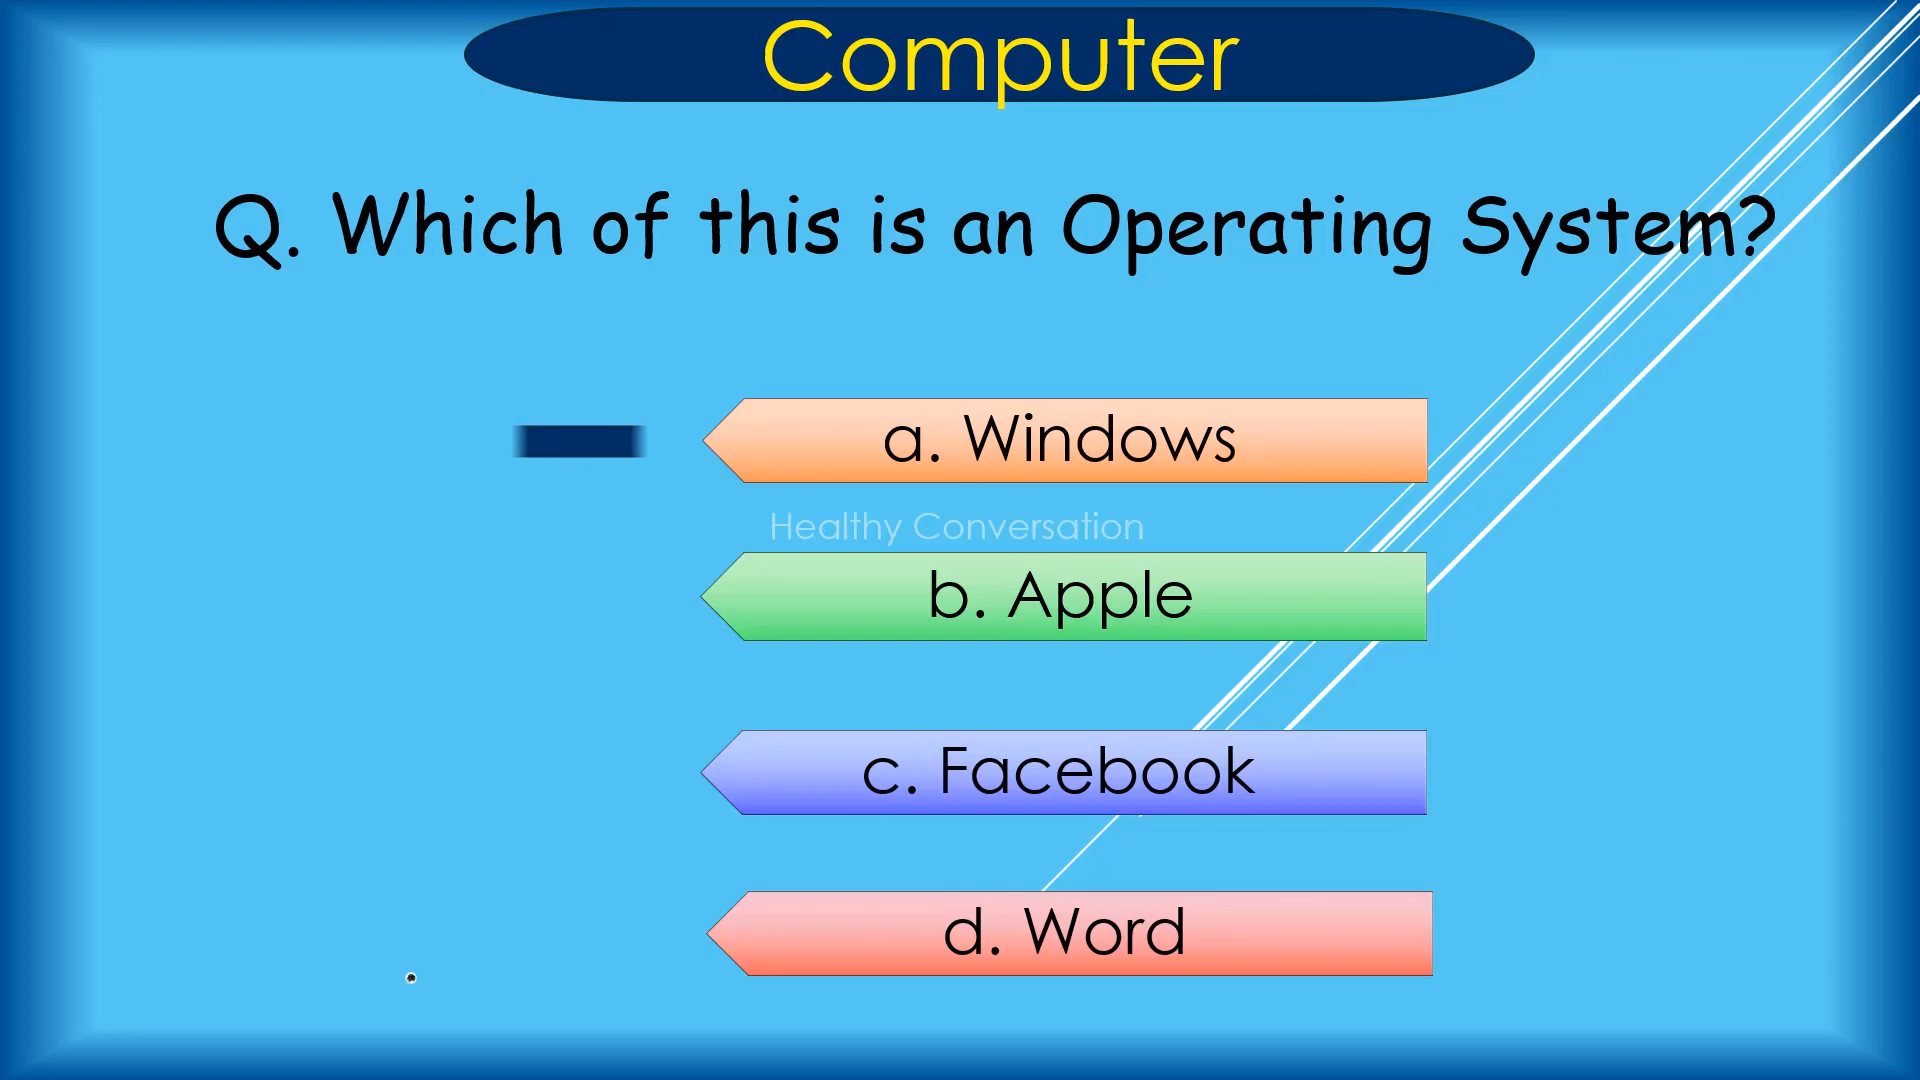 Computer
Q. Which of this is an Operating System?
a. Windows
Healthy Conversation
b. Apple
c. Facebook
d. Word